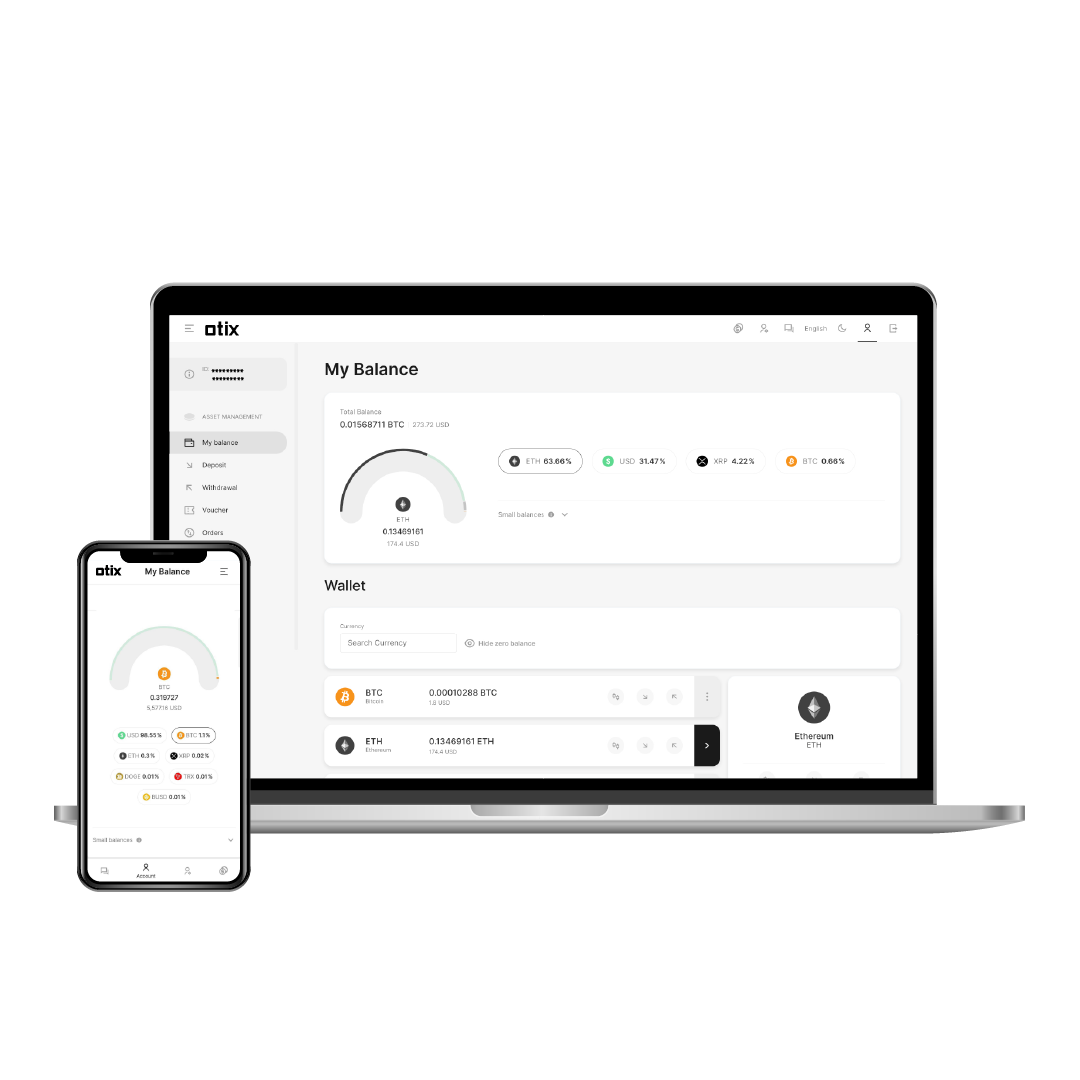 otix
English
ID: *********
*********
ASSET MANAGEMENT
My balance
Deposit
Withdrawal
Voucher
Orders
My Balance
Total Balance
0.01568711 BTC 273.72 USD
ETH
0.13469161
174.4 USD
ETH 63.66%
USD 31.47%
XRP 4.22%
BTC 0.66%
Small balances
Wallet
Currency
Search Currency
Hide zero balance
BTC
Bitcoin
0.00010288 BTC
1.8 USD
ETH
Ethereum
0.13469161 ETH
174.4 USD
Ethereum
ETH
otix
My Balance
BTC
0.319727
5,577.16 USD
USD 98.55%
BTC 1.1%
ETH 0.3%
XRP 0.02%
DOGE 0.01%
TRX 0.01%
BUSD 0.01%
Small balances
Account